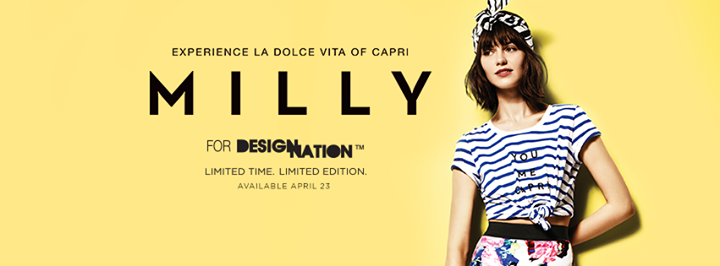 EXPERIENCE LA DOLCE VITA OF CAPRI
MILLY
FOR DESIGNNATION™
LIMITED TIME. LIMITED EDITION.
AVAILABLE APRIL 23
YOU
ME
CAPRI